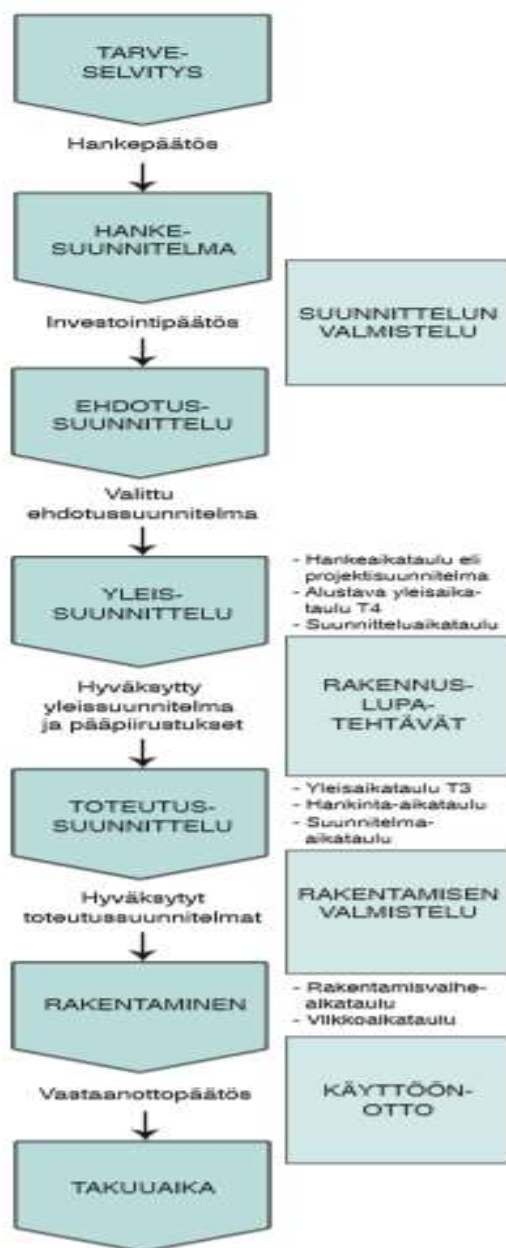 TARVE-
SELVITYS
Hankepäätös
HANKE-
SUUNNITELMA
Investointipäätös
SUUNNITTELUN
VALMISTELU
EHDOTUS-
SUUNNITTELU
Valittu
ehdotussuunnitelma
YLEIS-
SUUNNITTELU
- Hankeaikataulu eli
projektisuunnitelma
- Alustava yleisaika-
taulu T4
- Suunnitteluaikataulu
Hyväksytty
yleissuunnitelma
ja pääpiirustukset
RAKENNUS-
LUPA-
TEHTÄVÄT
TOTEUTUS-
SUUNNITTELU
- Yleisaikataulu T3
- Hankinta-aikataulu
- Suunnitelma-
aikataulu
Hyväksytyt
toteutussuunnitelmat
RAKENTAMISEN
VALMISTELU
RAKENTAMINEN
- Rakentamisvaihe-
aikataulu
- Viikkoaikataulu
Vastaanottopäätös
KÄYTTÖÖN-
OTTO
TAKUUAIKA